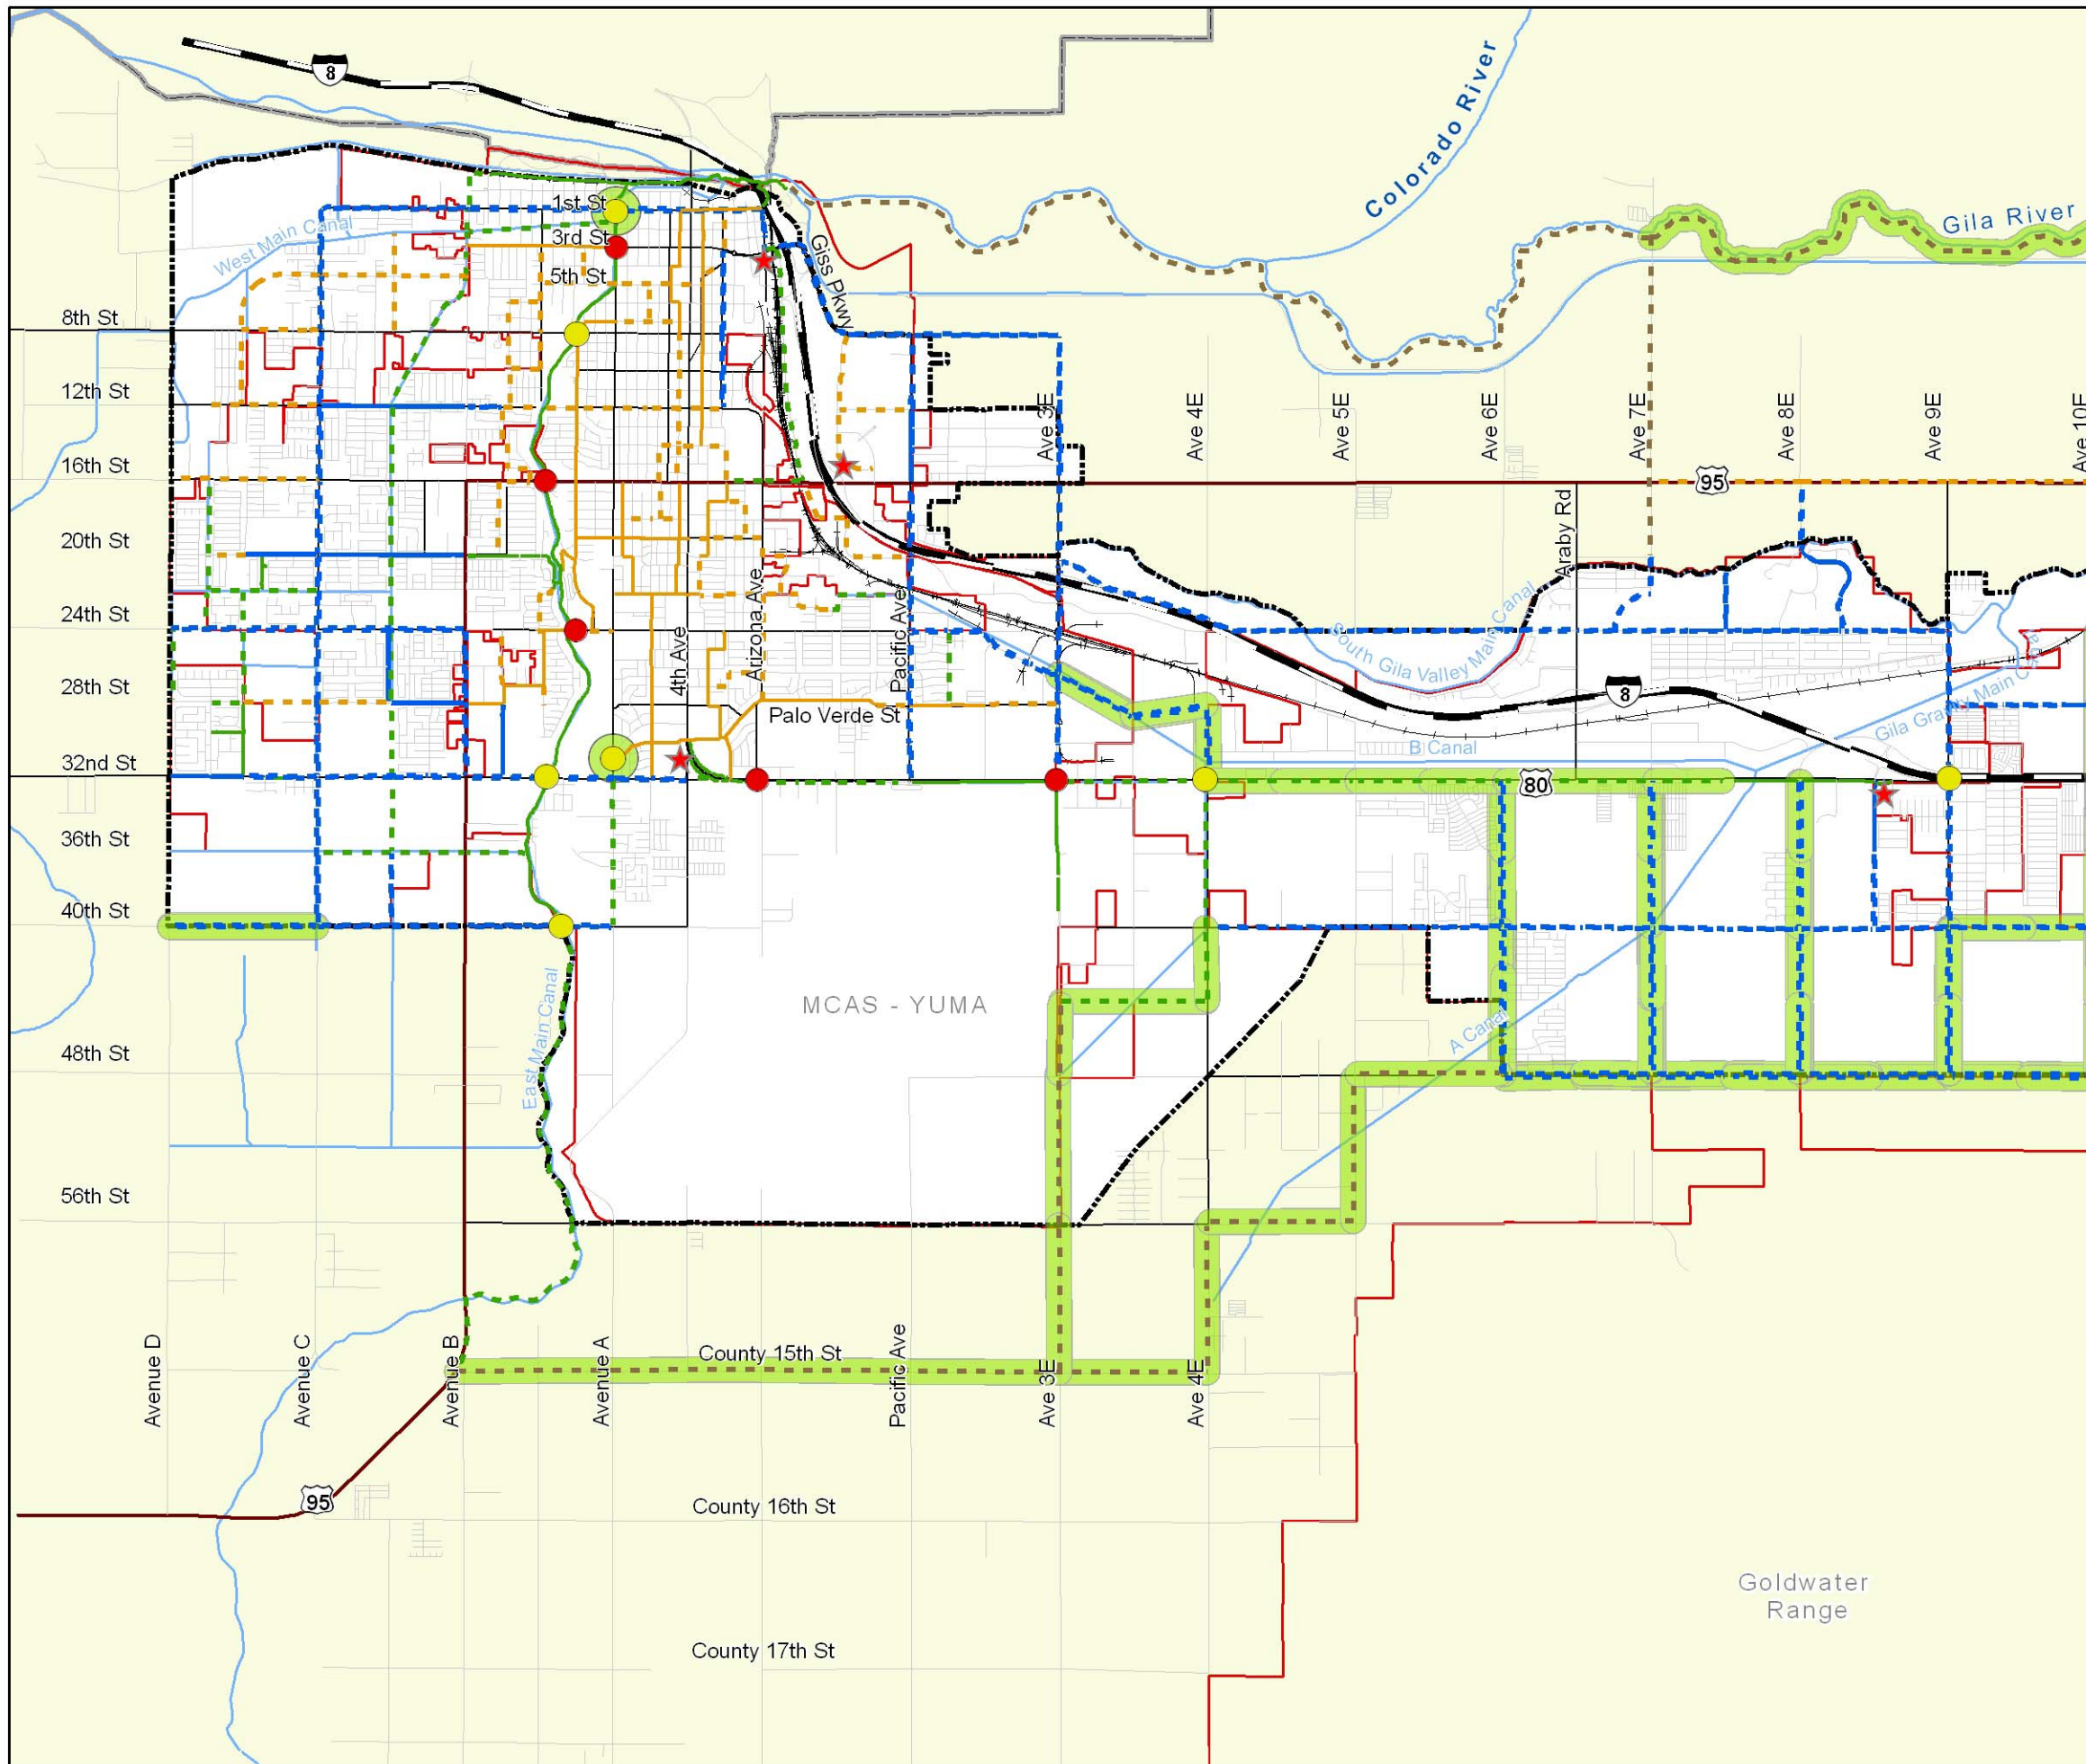 8
Colorado River
Gila River
1st St
West Main Canal
3rd St
Giss Pkwy
5th St
8th St
12th St
Ave 3E
Ave 4E
Ave 5E
Ave 6E
Ave 7E
Ave 8E
Ave 9E
Ave 10E
16th St
95
Araby Rd
20th St
Arizona Ave
Pacific Ave
24th St
4th Ave
South Gila Valley Main Canal
28th St
8
Palo Verde St
Gila Gravity Main C
B Canal
32nd St
80
36th St
40th St
East Main Canal
MCAS - YUMA
A Canal
48th St
56th St
Avenue D
Avenue C
Avenue B
Avenue A
County 15th St
Pacific Ave
Ave 3E
Ave 4E
95
County 16th St
Goldwater
Range
County 17th St